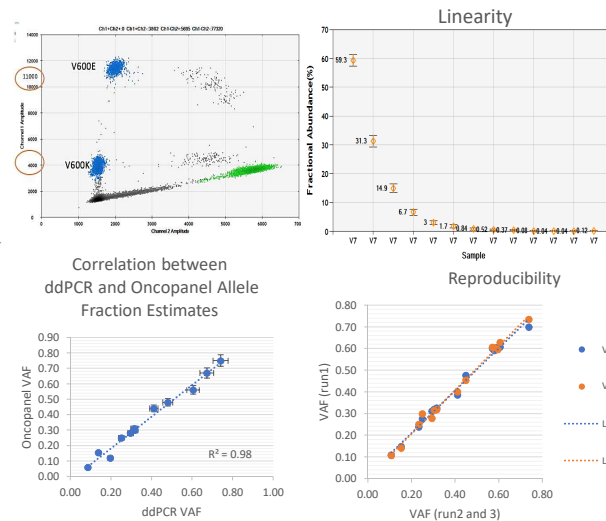 Ch1+Ch2+:0 Ch1+Ch2-:3802 Ch1-Ch2+:5695 Ch1-Ch2-:77320
14000
12000
11000
10000
8000
6000
4000
2000
0
V600E
V600K
Channel 1 Amplitude
0
1000
2000
3000
4000
5000
6000
700
Channel 2 Amplitude
Linearity
Fractional Abundance(%)
70
60
50
40
30
20
10
0
59.3
31.3
14.9
6.7
3
1.7
0.84
0.52
0.37
0.08
0.04
0.04
0.12
V7 V7 V7 V7 V7 V7 V7 V7 V7 V7 V7 V7 V7
Sample
Correlation between
ddPCR and Oncopanel Allele
Fraction Estimates
Oncopanel VAF
0.90
0.80
0.70
0.60
0.50
0.40
0.30
0.20
0.10
0.00
R² = 0.98
0.00 0.20 0.40 0.60 0.80 1.00
ddPCR VAF
Reproducibility
VAF (run1)
0.80
0.70
0.60
0.50
0.40
0.30
0.20
0.10
0.00
0.00 0.20 0.40 0.60 0.80
VAF (run2 and 3)
V
V
L
L